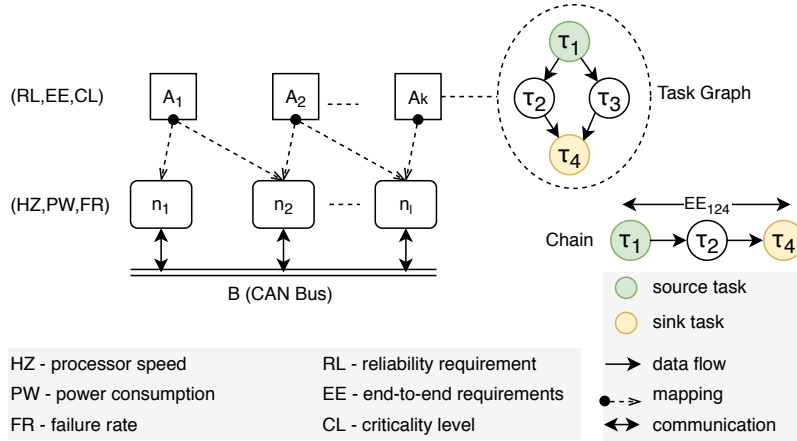 τ1
(RL,EE,CL)
A1
A2
Ak
τ2
τ3
Task Graph
τ4
(HZ,PW,FR)
n1
n2
nl
EE124
Chain
τ1
τ2
τ4
B (CAN Bus)
source task
sink task
HZ - processor speed
RL - reliability requirement
data flow
PW - power consumption
EE - end-to-end requirements
mapping
FR - failure rate
CL - criticality level
communication